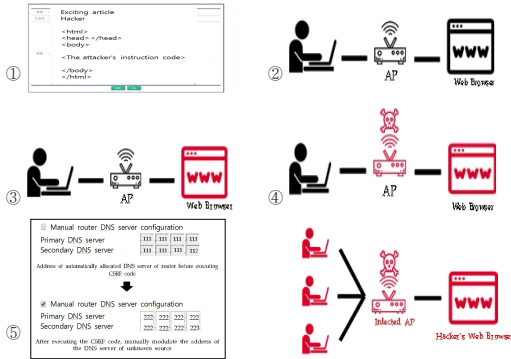 ①
Exciting article
Hacker
<html>
<head> </head>
<body>
<The attacker's instruction code>
</body>
</html>
②
WWW
AP
Web Browser
③
WWW
AP
Web Browser
④
WWW
AP
Web Browser
⑤
Manual router DNS server configuration
Primary DNS server 111 . 111 . 111 . 111
Secondary DNS server 111 . 111 . 111 . 112
Address of automatically allocated DNS server of router before executing
CSRF code
Manual router DNS server configuration
Primary DNS server 222 . 222 . 222 . 222
Secondary DNS server 222 . 222 . 222 . 223
After executing the CSRF code, manually modulate the address of
the DNS server of unknown source
WWW
Infected AP
Hacker's Web Browser